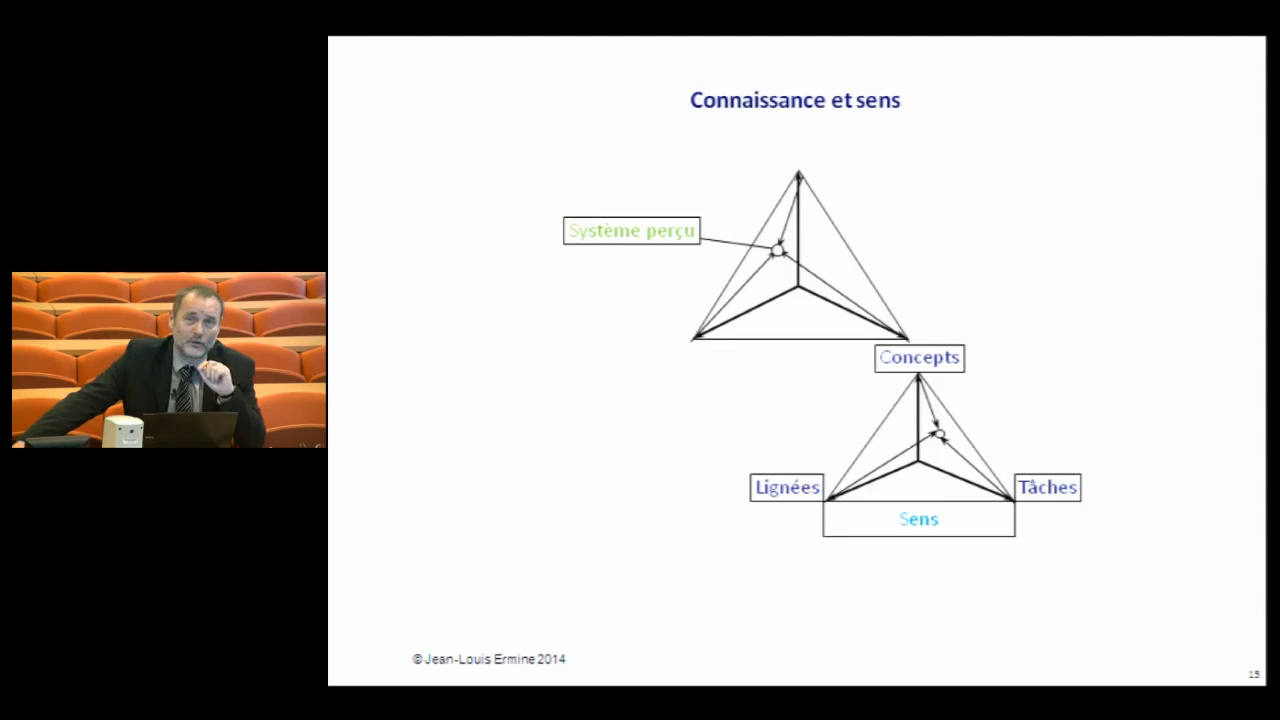 Connaissance et sens
Système perçu
Concepts
Lignées
Tâches
Sens
© Jean-Louis Ermine 2014
15